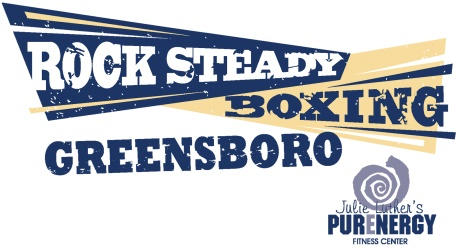 ROCK STEADY
BOXING
GREENSBORO
Julie Luther's
PURENERGY
FITNESS CENTER